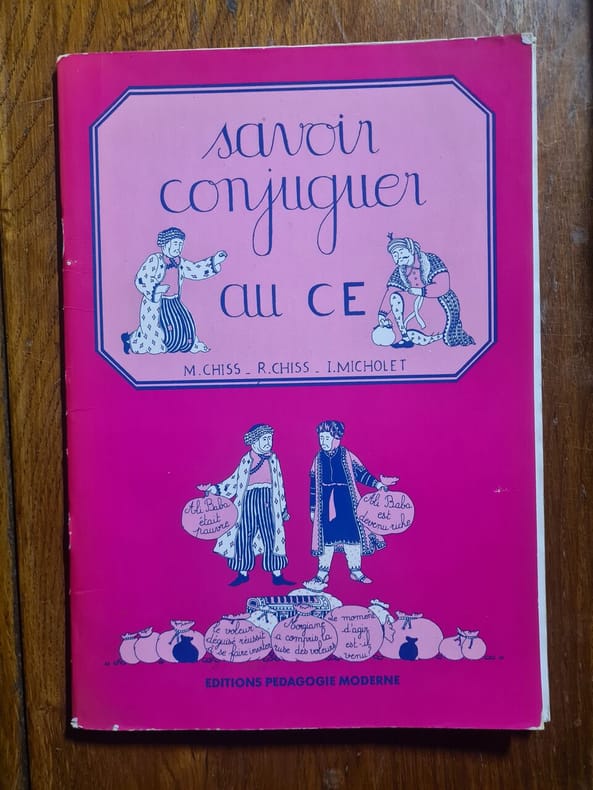 savoir
conjuguer
au CE
M. CHISS - R. CHISS - I. MICHOLET
Ali Baba
était
pauvre
Ali Baba
est
devenu riche
Le voleur
déguisé réussit
à se faire inviter
Morgiane
a compris la
ruse des voleurs
Le moment
d'agir
est-il
venu
EDITIONS PEDAGOGIE MODERNE